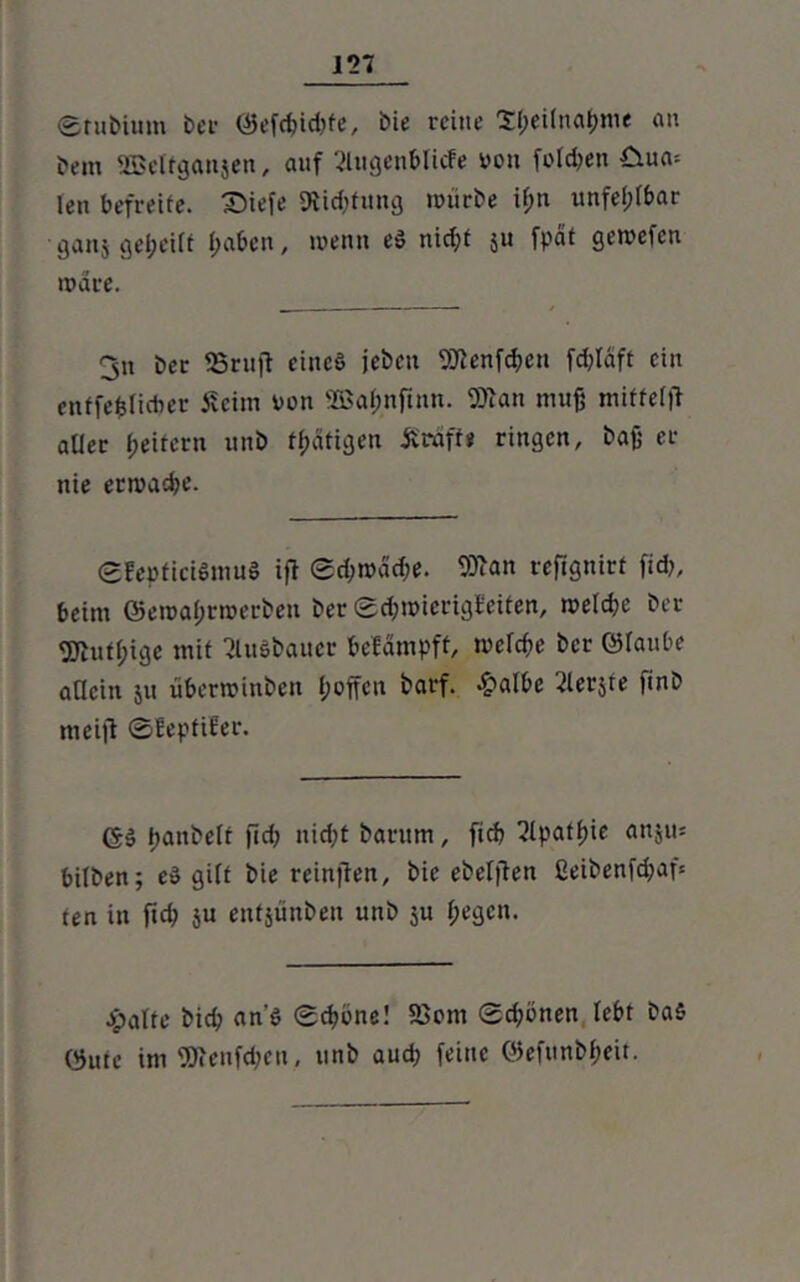 127
Studium der Geschichte, die reine Theilnahme an
dem Weltganzen, auf Augenblicke von solchen Qua-
len befreite. Diese Richtung würde ihn unfehlbar
ganz geheilt haben, wenn es nicht zu spät gewesen
wäre.
In der Brust eines jeden Menschen schläft ein
entsetzlicher Keim von Wahnsinn. Man muß mittelst
aller heitern und thätigen Kräfte ringen, daß er
nie erwache.
Skepticismus ist Schwäche. Man resignirt sich,
beim Gewahrwerden der Schwierigkeiten, welche der
Muthige mit Ausdauer bekämpft, welche der Glaube
allein zu überwinden hoffen darf. Halbe Aerzte sind
meist Skeptiker.
Es handelt sich nicht darum, sich Apathie anzu-
bilden; es gilt die reinsten, die edelsten Leidenschaf-
ten in sich zu entzünden und zu hegen.
Halte dich an's Schöne! Vom Schönen lebt das
Gute im Menschen, und auch seine Gesundheit.